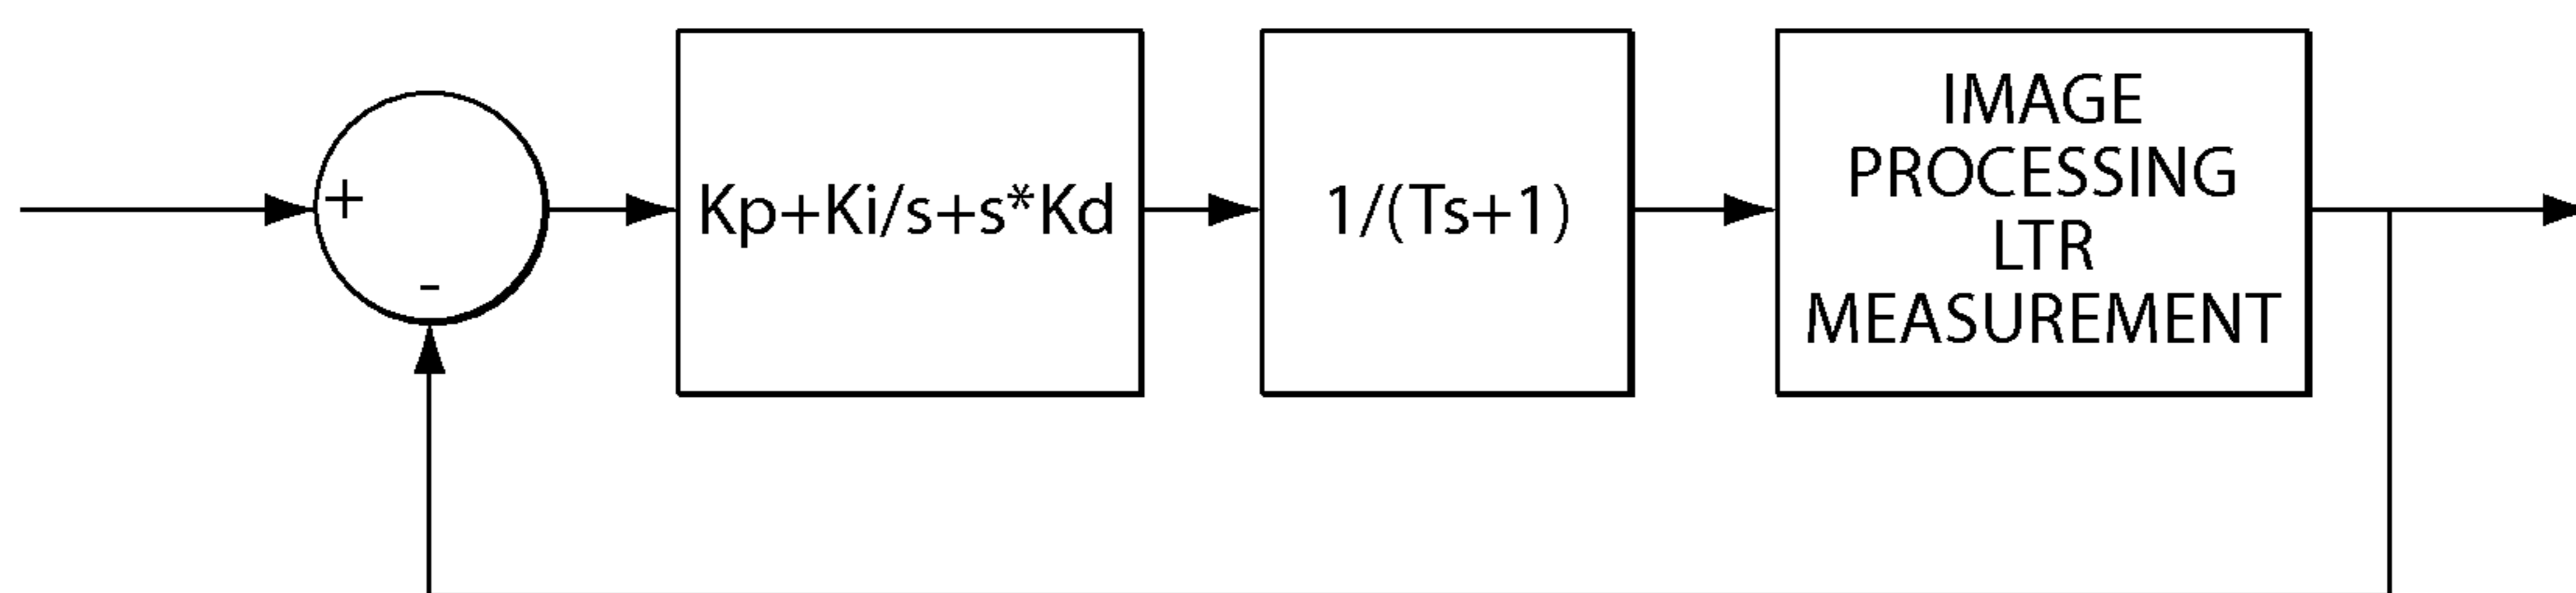 +
-
Kp+Ki/s+s*Kd
1/(Ts+1)
IMAGE
PROCESSING
LTR
MEASUREMENT